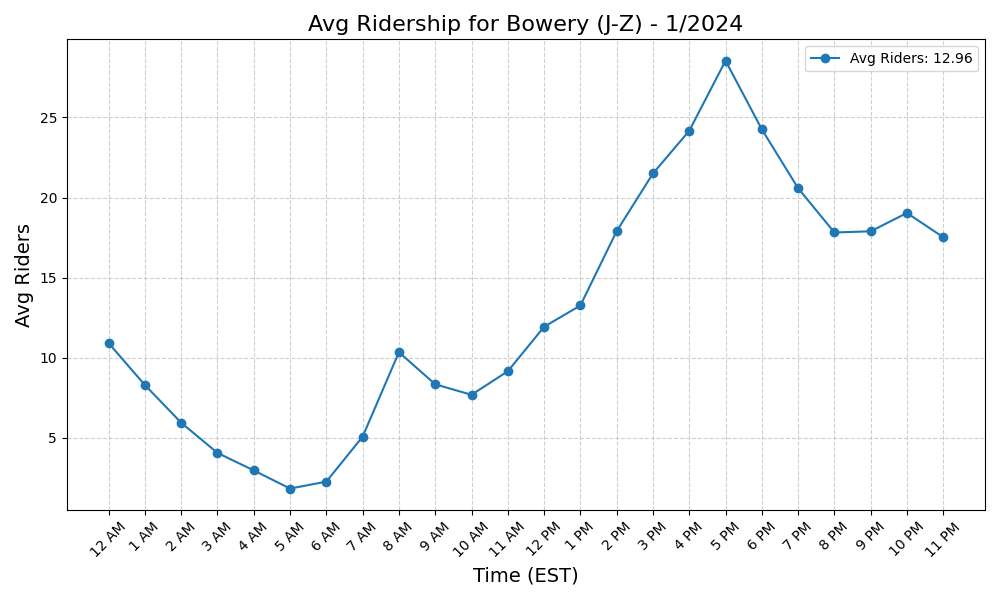 Avg Ridership for Bowery (J-Z) - 1/2024
Avg Riders: 12.96
Avg Riders
25
20
15
10
5
12 AM
1 AM
2 AM
3 AM
4 AM
5 AM
6 AM
7 AM
8 AM
9 AM
10 AM
11 AM
12 PM
1 PM
2 PM
3 PM
4 PM
5 PM
6 PM
7 PM
8 PM
9 PM
10 PM
11 PM
Time (EST)